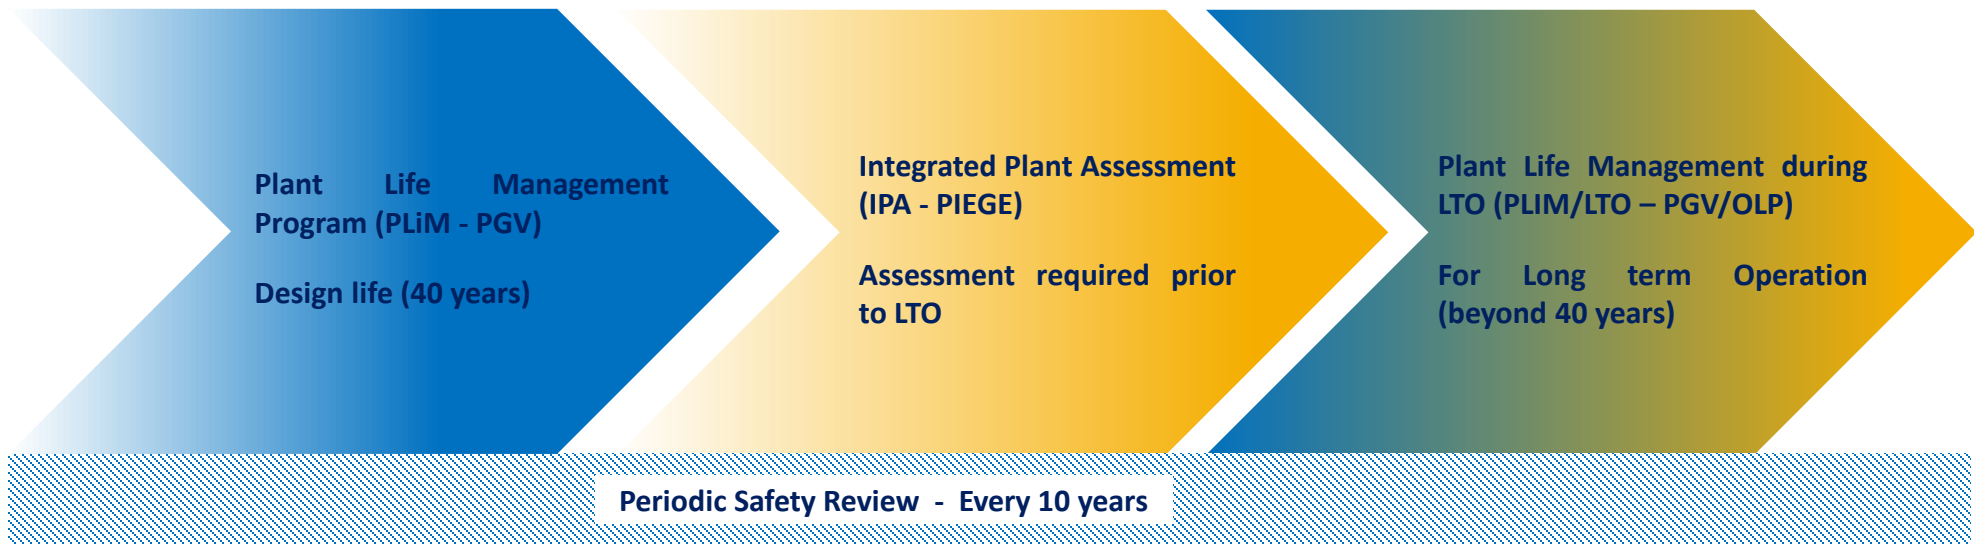 Plant Life Management
Program (PLiM - PGV)
Design life (40 years)
Integrated Plant Assessment
(IPA - PIEGE)
Assessment required prior
to LTO
Plant Life Management during
LTO (PLIM/LTO – PGV/OLP)
For Long term Operation
(beyond 40 years)
Periodic Safety Review - Every 10 years